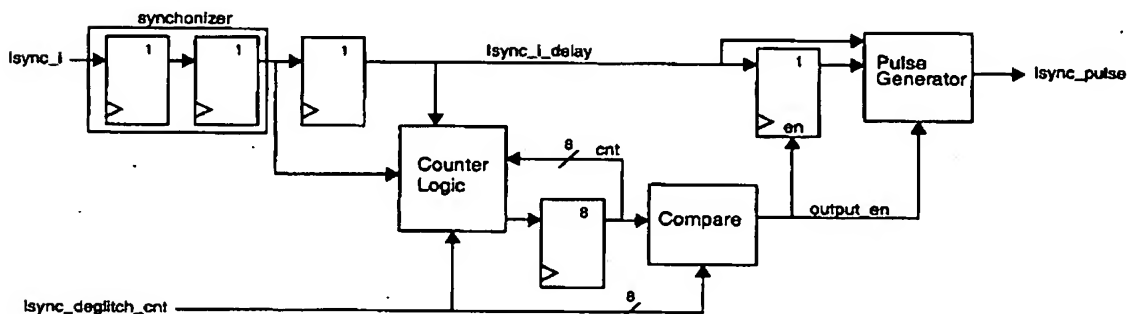 synchonizer
lsync_i
1
1
1
lsync_i_delay
1
en
Pulse
Generator
lsync_pulse
Counter
Logic
8
cnt
8
Compare
output_en
lsync_deglitch_cnt
8